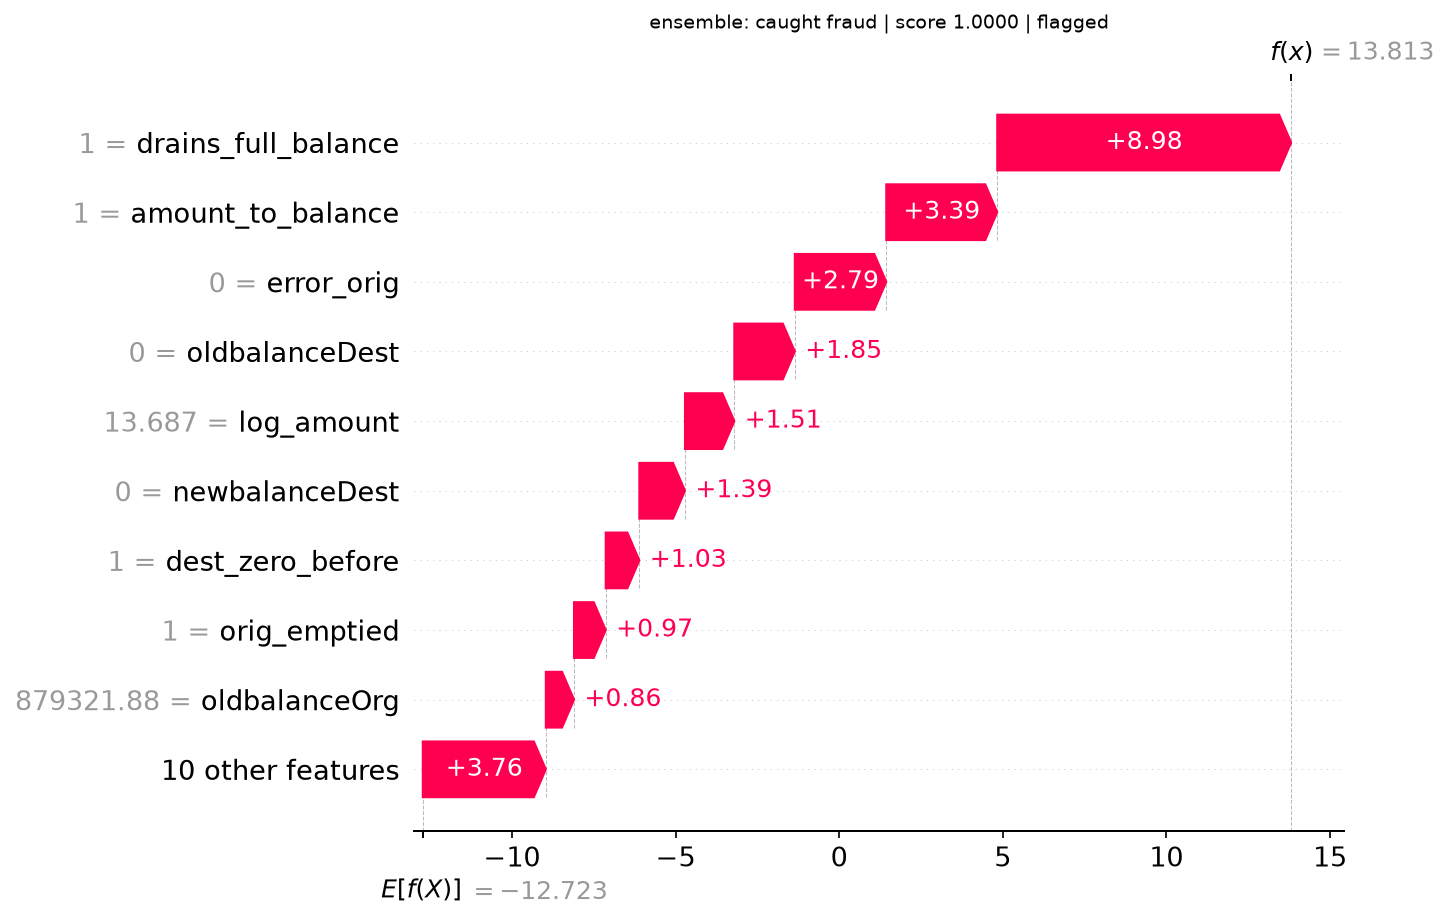 ensemble: caught fraud | score 1.0000 | flagged
f(x) = 13.813
1 = drains_full_balance +8.98
1 = amount_to_balance +3.39
0 = error_orig +2.79
0 = oldbalanceDest +1.85
13.687 = log_amount +1.51
0 = newbalanceDest +1.39
1 = dest_zero_before +1.03
1 = orig_emptied +0.97
879321.88 = oldbalanceOrg +0.86
10 other features +3.76
−10 −5 0 5 10 15
E[f(X)] = −12.723